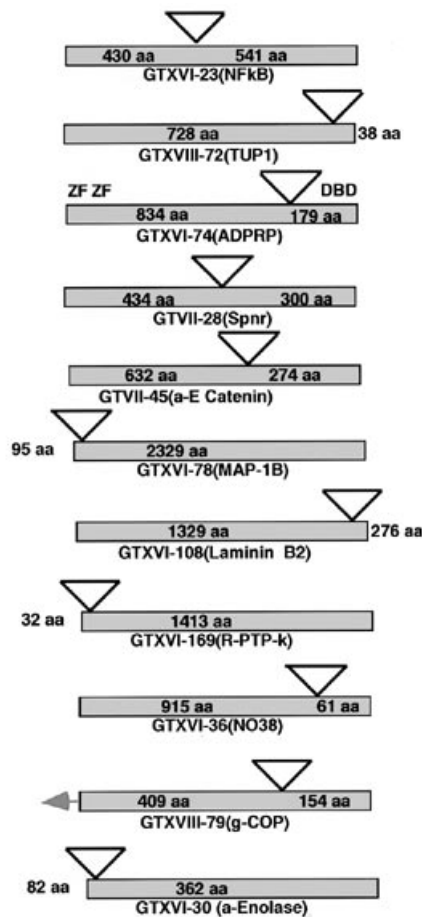 430 aa 541 aa
GTXVI-23(NFkB)
728 aa 38 aa
GTXVIII-72(TUP1)
ZF ZF DBD
834 aa 179 aa
GTXVI-74(ADPRP)
434 aa 300 aa
GTVII-28(Spnr)
632 aa 274 aa
GTVII-45(a-E Catenin)
95 aa 2329 aa
GTXVI-78(MAP-1B)
1329 aa 276 aa
GTXVI-108(Laminin B2)
32 aa 1413 aa
GTXVI-169(R-PTP-k)
915 aa 61 aa
GTXVI-36(NO38)
409 aa 154 aa
GTXVIII-79(g-COP)
82 aa 362 aa
GTXVI-30 (a-Enolase)